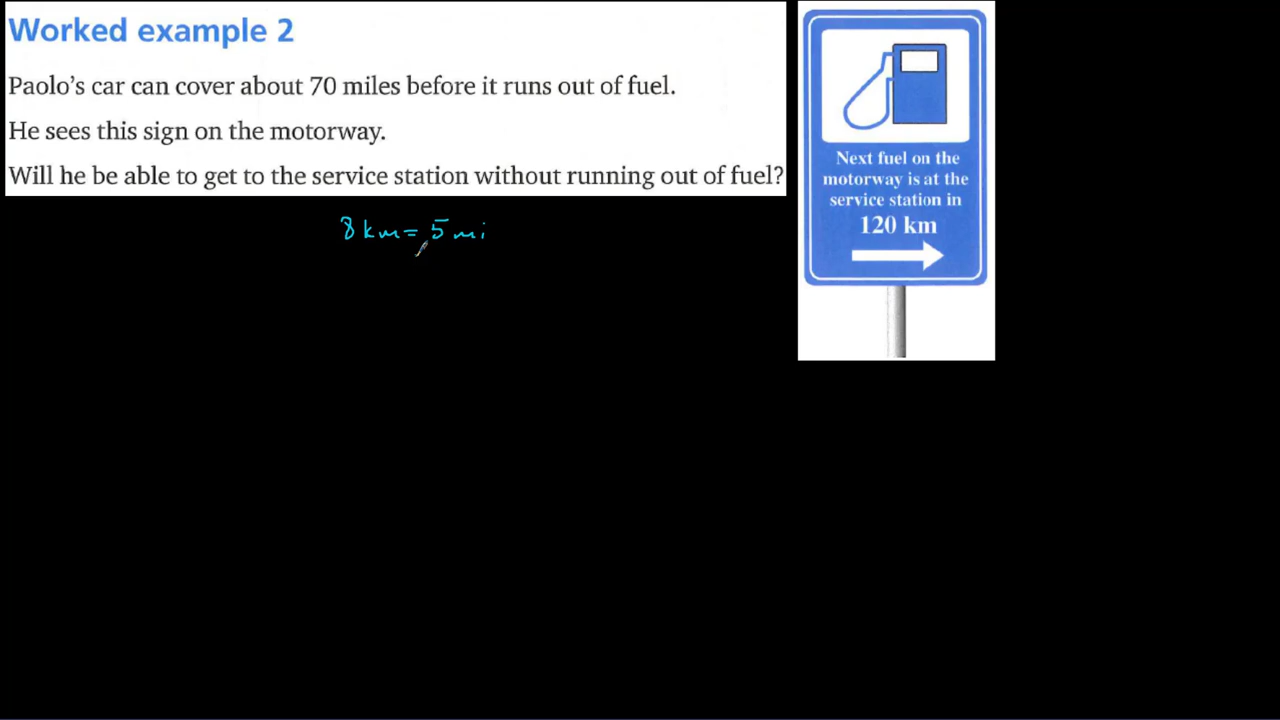 Worked example 2
Paolo's car can cover about 70 miles before it runs out of fuel.
He sees this sign on the motorway.
Will he be able to get to the service station without running out of fuel?
Next fuel on the
motorway is at the
service station in
120 km
8 km = 5 mi